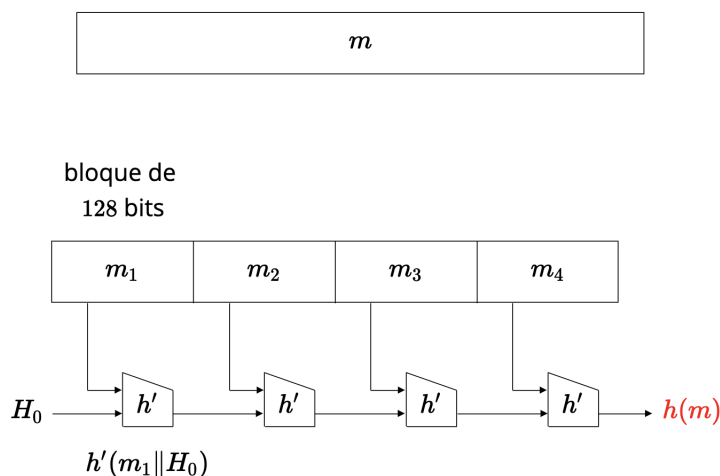 m
bloque de
128 bits
m₁ m₂ m₃ m₄
H₀ h′ h′ h′ h′ h(m)
h′(m₁||H₀)